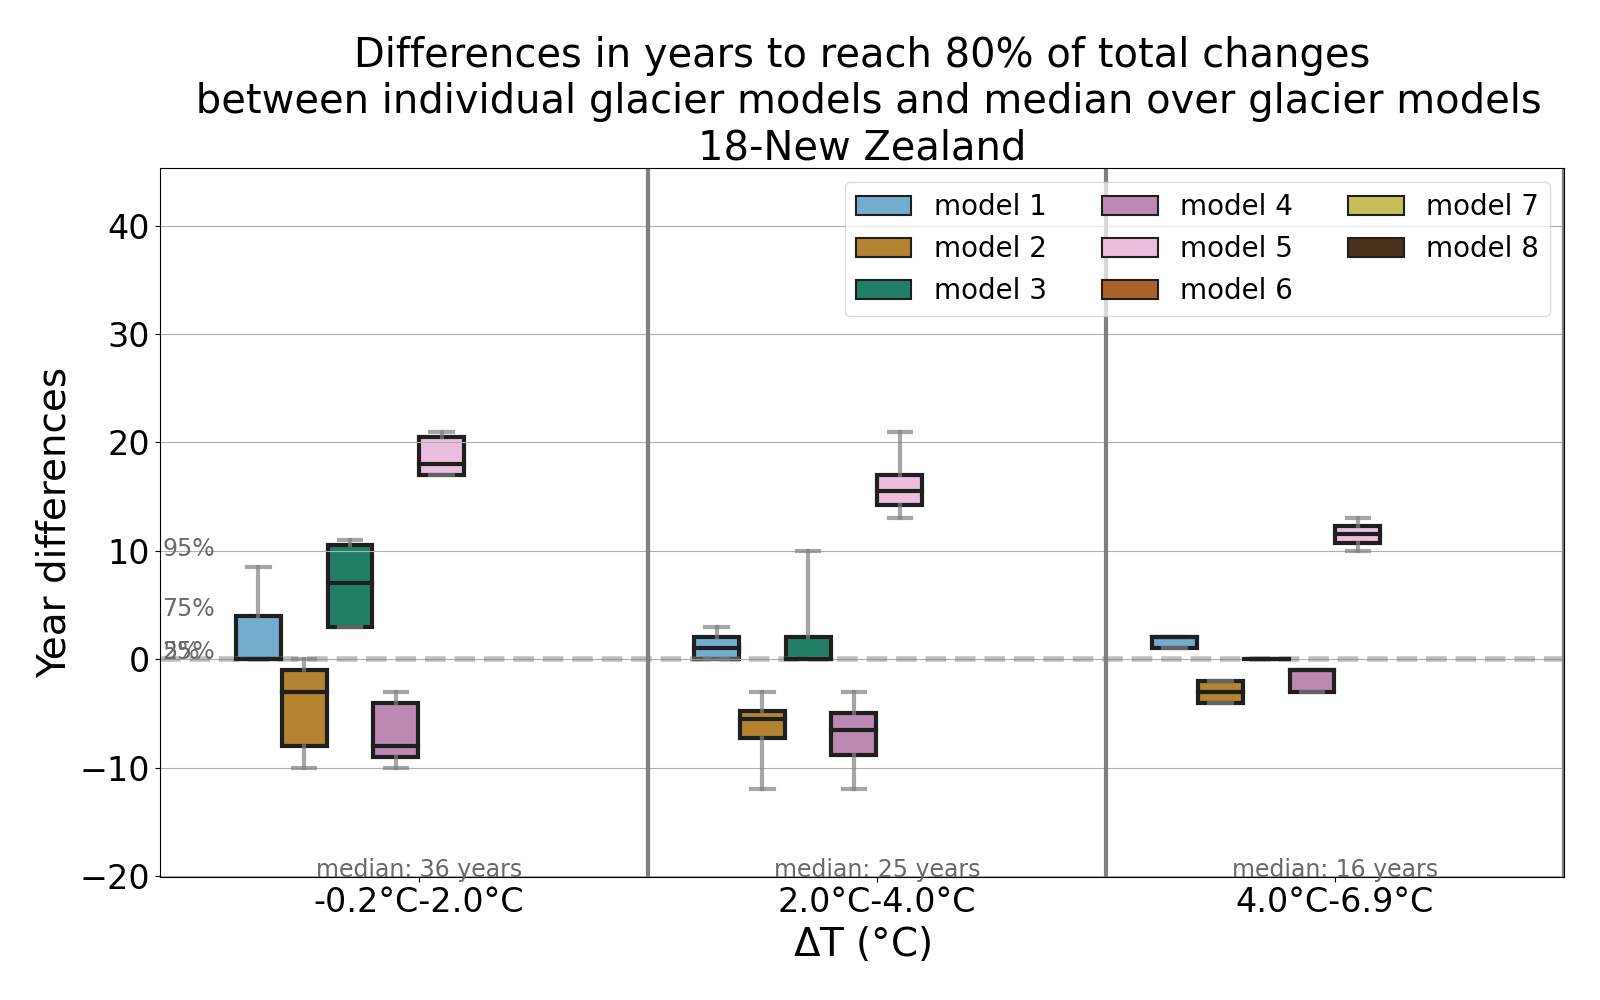 Differences in years to reach 80% of total changes
between individual glacier models and median over glacier models
18-New Zealand
model 1
model 2
model 3
model 4
model 5
model 6
model 7
model 8
Year differences
40
30
20
10
0
−10
−20
95%
75%
median: 36 years
median: 25 years
median: 16 years
-0.2°C-2.0°C
2.0°C-4.0°C
4.0°C-6.9°C
ΔT (°C)